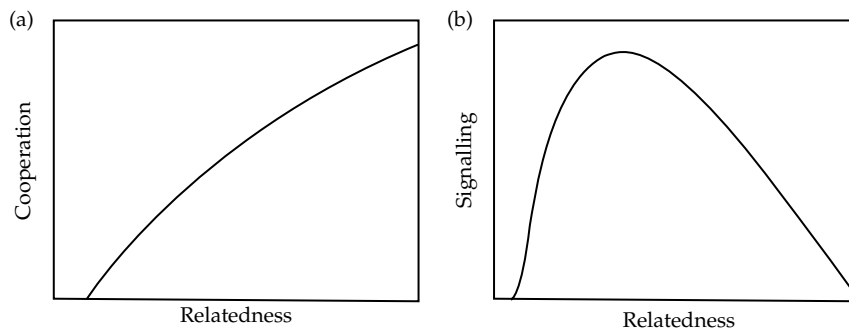 (a)
Cooperation
Relatedness
(b)
Signalling
Relatedness